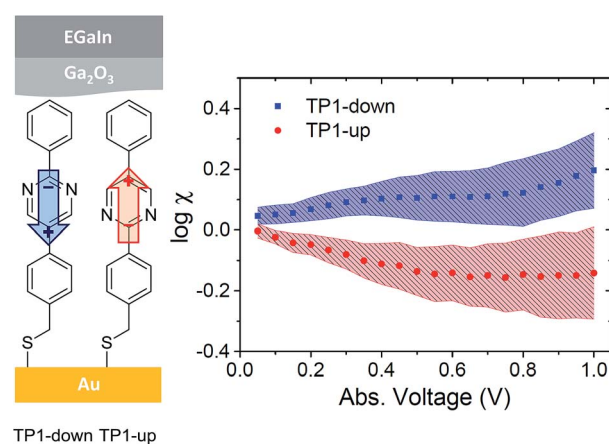 EGaIn
Ga₂O₃
N
N
N
N
−
+
+
S
S
Au
TP1-down TP1-up
TP1-down
TP1-up
log χ
0.4
0.2
0.0
-0.2
-0.4
0.0 0.2 0.4 0.6 0.8 1.0
Abs. Voltage (V)